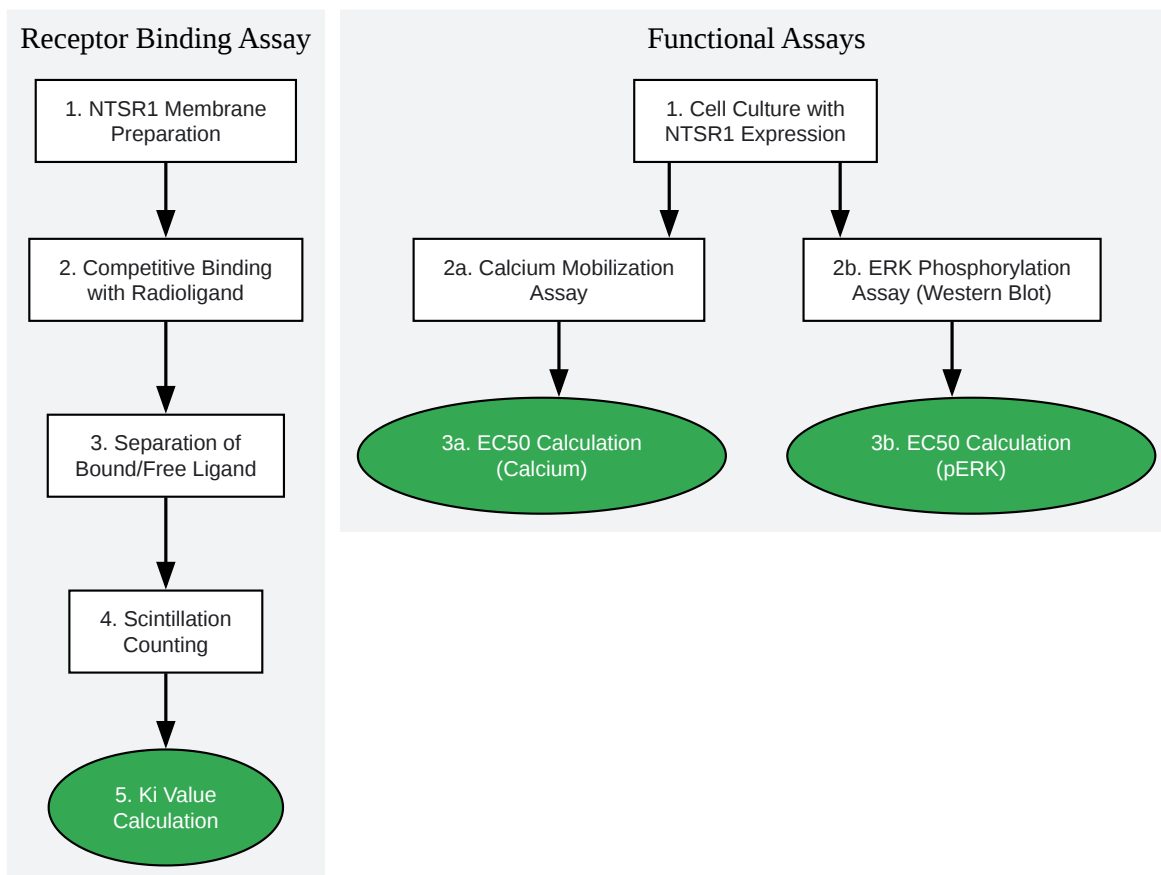 Receptor Binding Assay
1. NTSR1 Membrane
Preparation
2. Competitive Binding
with Radioligand
3. Separation of
Bound/Free Ligand
4. Scintillation
Counting
5. Ki Value
Calculation
Functional Assays
1. Cell Culture with
NTSR1 Expression
2a. Calcium Mobilization
Assay
2b. ERK Phosphorylation
Assay (Western Blot)
3a. EC50 Calculation
(Calcium)
3b. EC50 Calculation
(pERK)